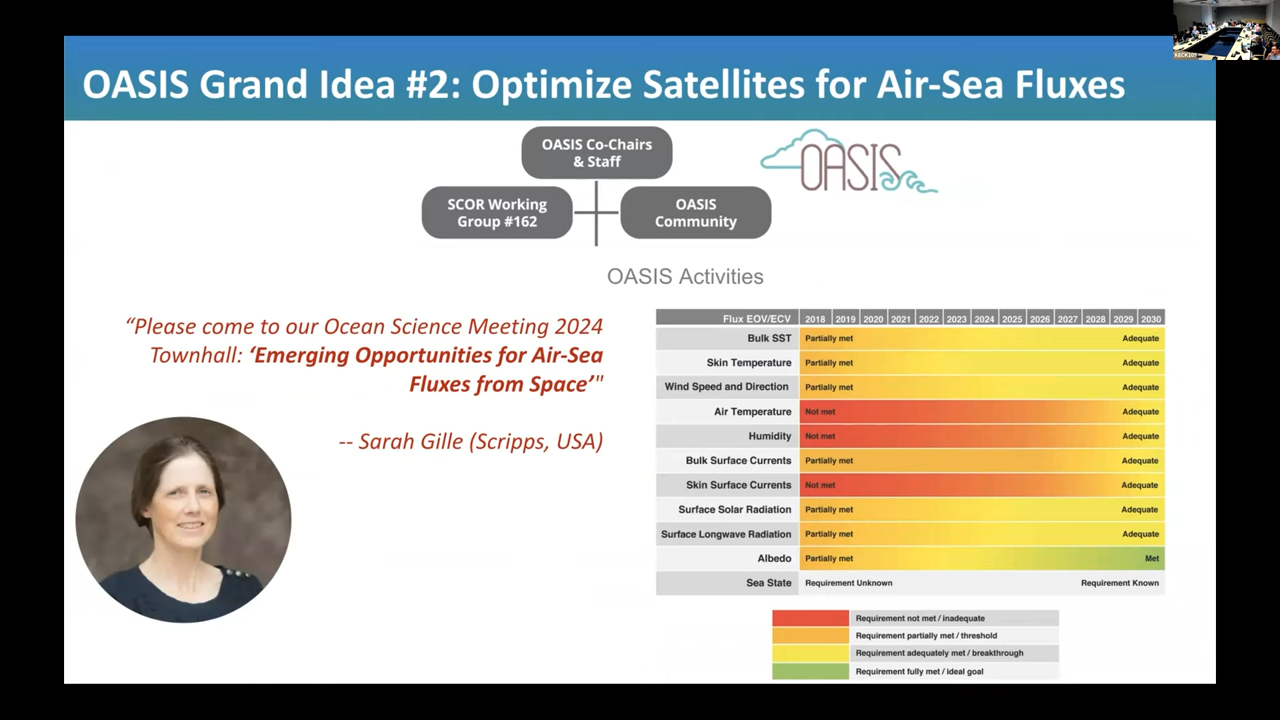 OASIS Grand Idea #2: Optimize Satellites for Air-Sea Fluxes
OASIS Co-Chairs
& Staff
OASIS
SCOR Working
Group #162
OASIS
Community
OASIS Activities
“Please come to our Ocean Science Meeting 2024
Townhall: ‘Emerging Opportunities for Air-Sea
Fluxes from Space’"
-- Sarah Gille (Scripps, USA)
Flux EOV/ECV 2018 2019 2020 2021 2022 2023 2024 2025 2026 2027 2028 2029 2030
Bulk SST Partially met Adequate
Skin Temperature Partially met Adequate
Wind Speed and Direction Partially met Adequate
Air Temperature Not met Adequate
Humidity Not met Adequate
Bulk Surface Currents Partially met Adequate
Skin Surface Currents Not met Adequate
Surface Solar Radiation Partially met Adequate
Surface Longwave Radiation Partially met Adequate
Albedo Partially met Met
Sea State Requirement Unknown Requirement Known
Requirement not met / inadequate
Requirement partially met / threshold
Requirement adequately met / breakthrough
Requirement fully met / ideal goal